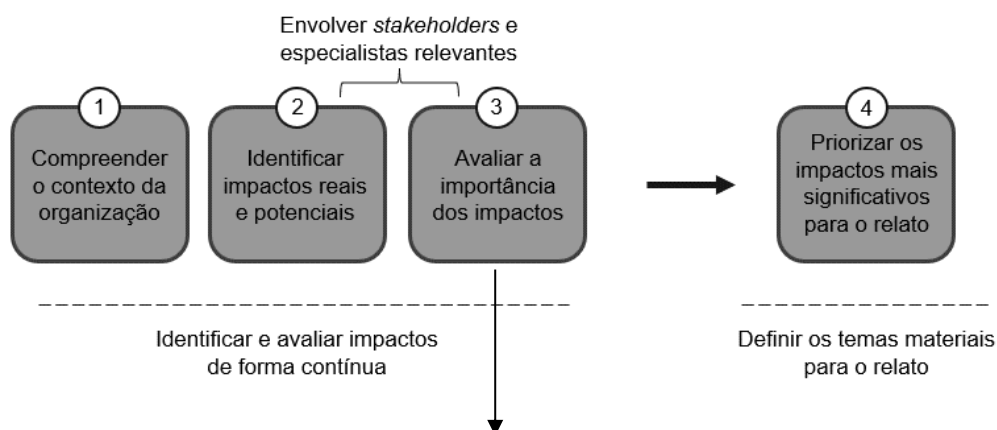 Envolver stakeholders e
especialistas relevantes
1
Compreender
o contexto da
organização
2
Identificar
impactos reais
e potenciais
3
Avaliar a
importância
dos impactos
4
Priorizar os
impactos mais
significativos
para o relato
Identificar e avaliar impactos
de forma contínua
Definir os temas materiais
para o relato